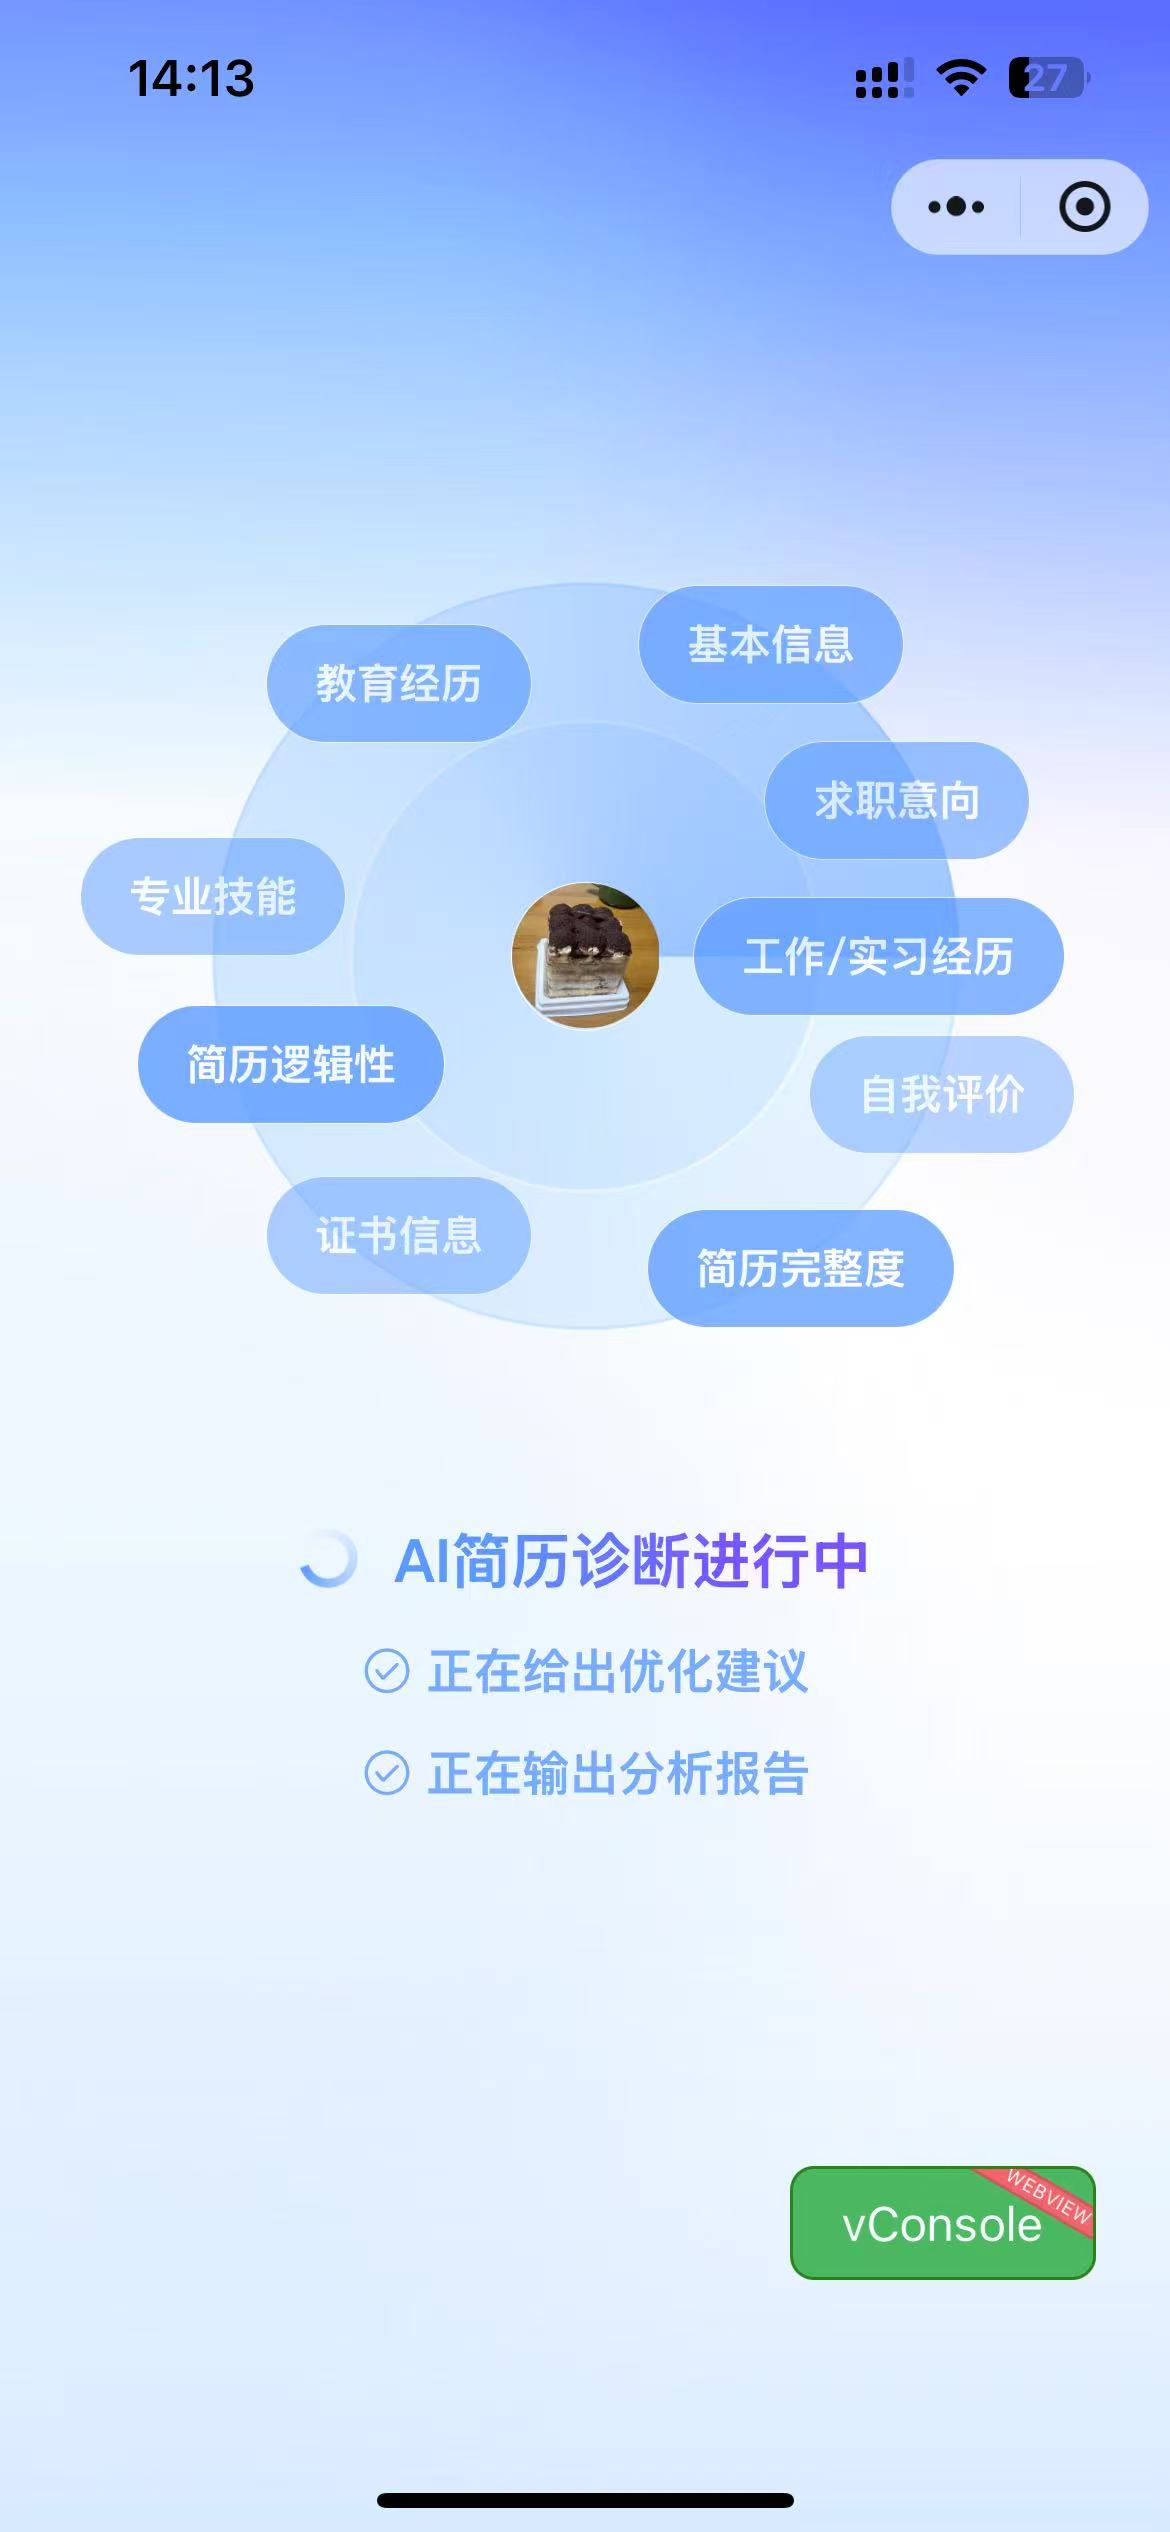 14:13
27
基本信息
教育经历
求职意向
专业技能
工作/实习经历
简历逻辑性
自我评价
证书信息
简历完整度
AI简历诊断进行中
正在给出优化建议
正在输出分析报告
WEBVIEW
vConsole